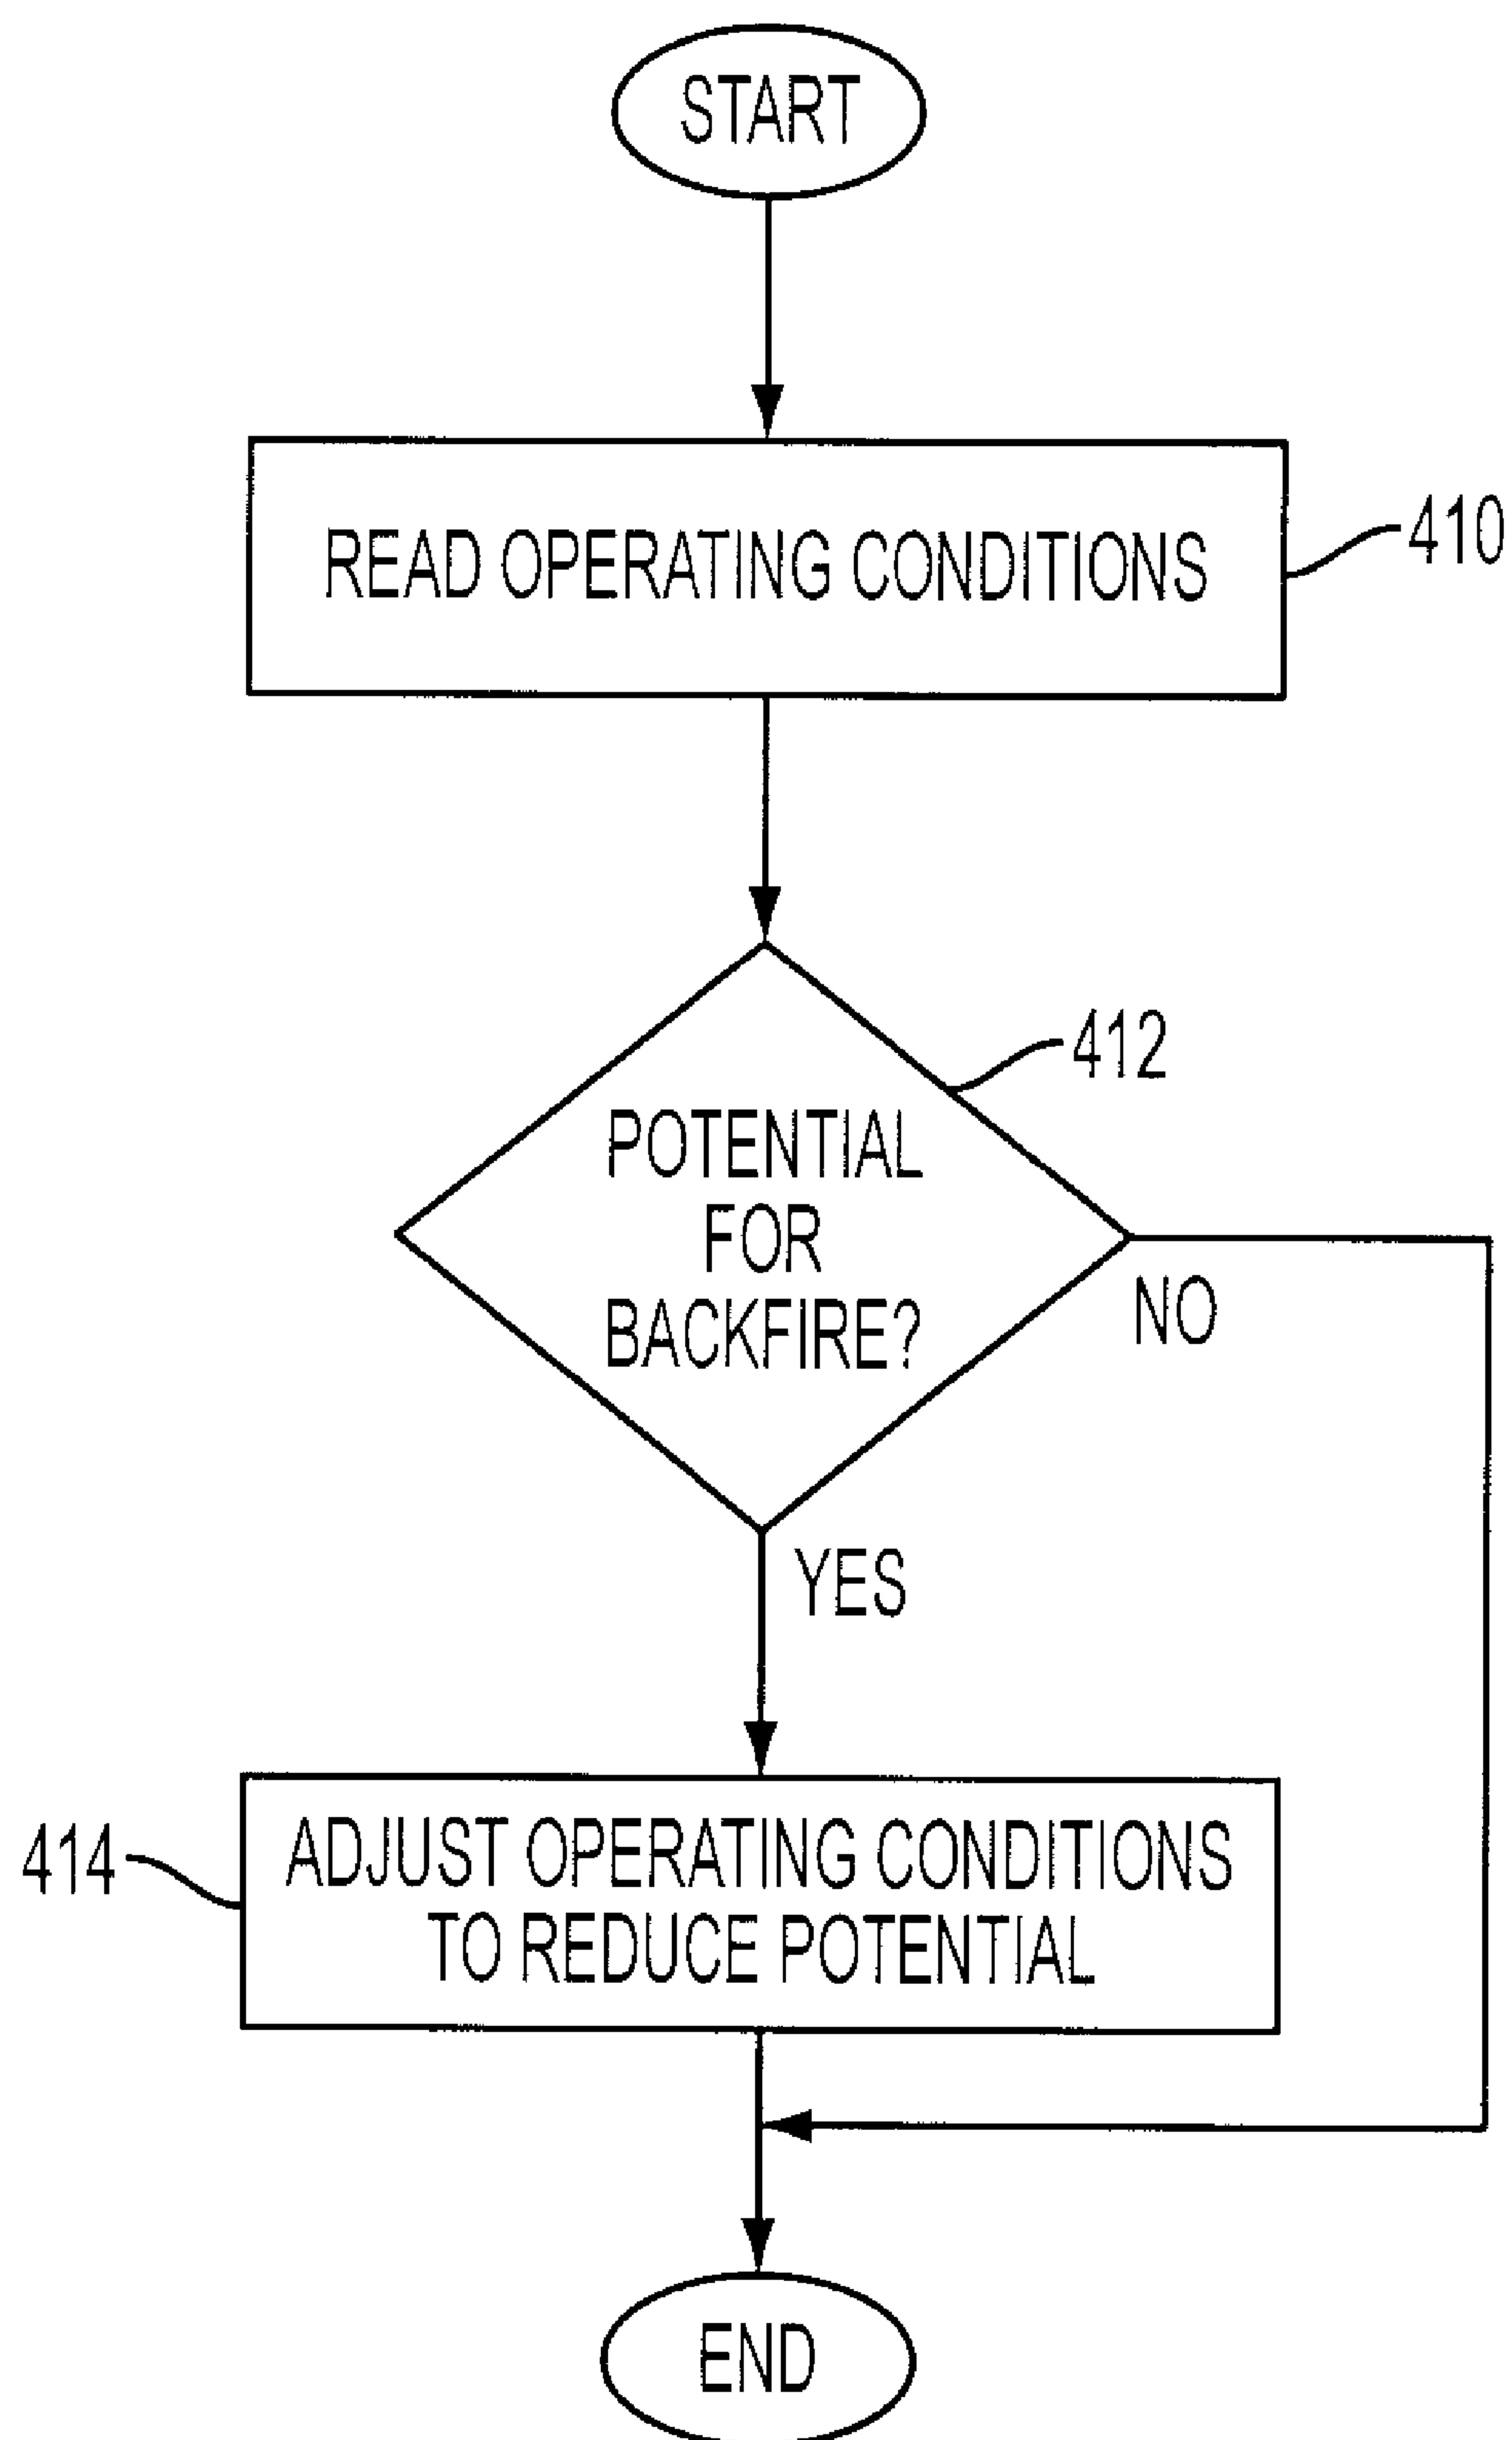 START
READ OPERATING CONDITIONS
410
412
POTENTIAL
FOR
BACKFIRE?
NO
YES
414
ADJUST OPERATING CONDITIONS
TO REDUCE POTENTIAL
END